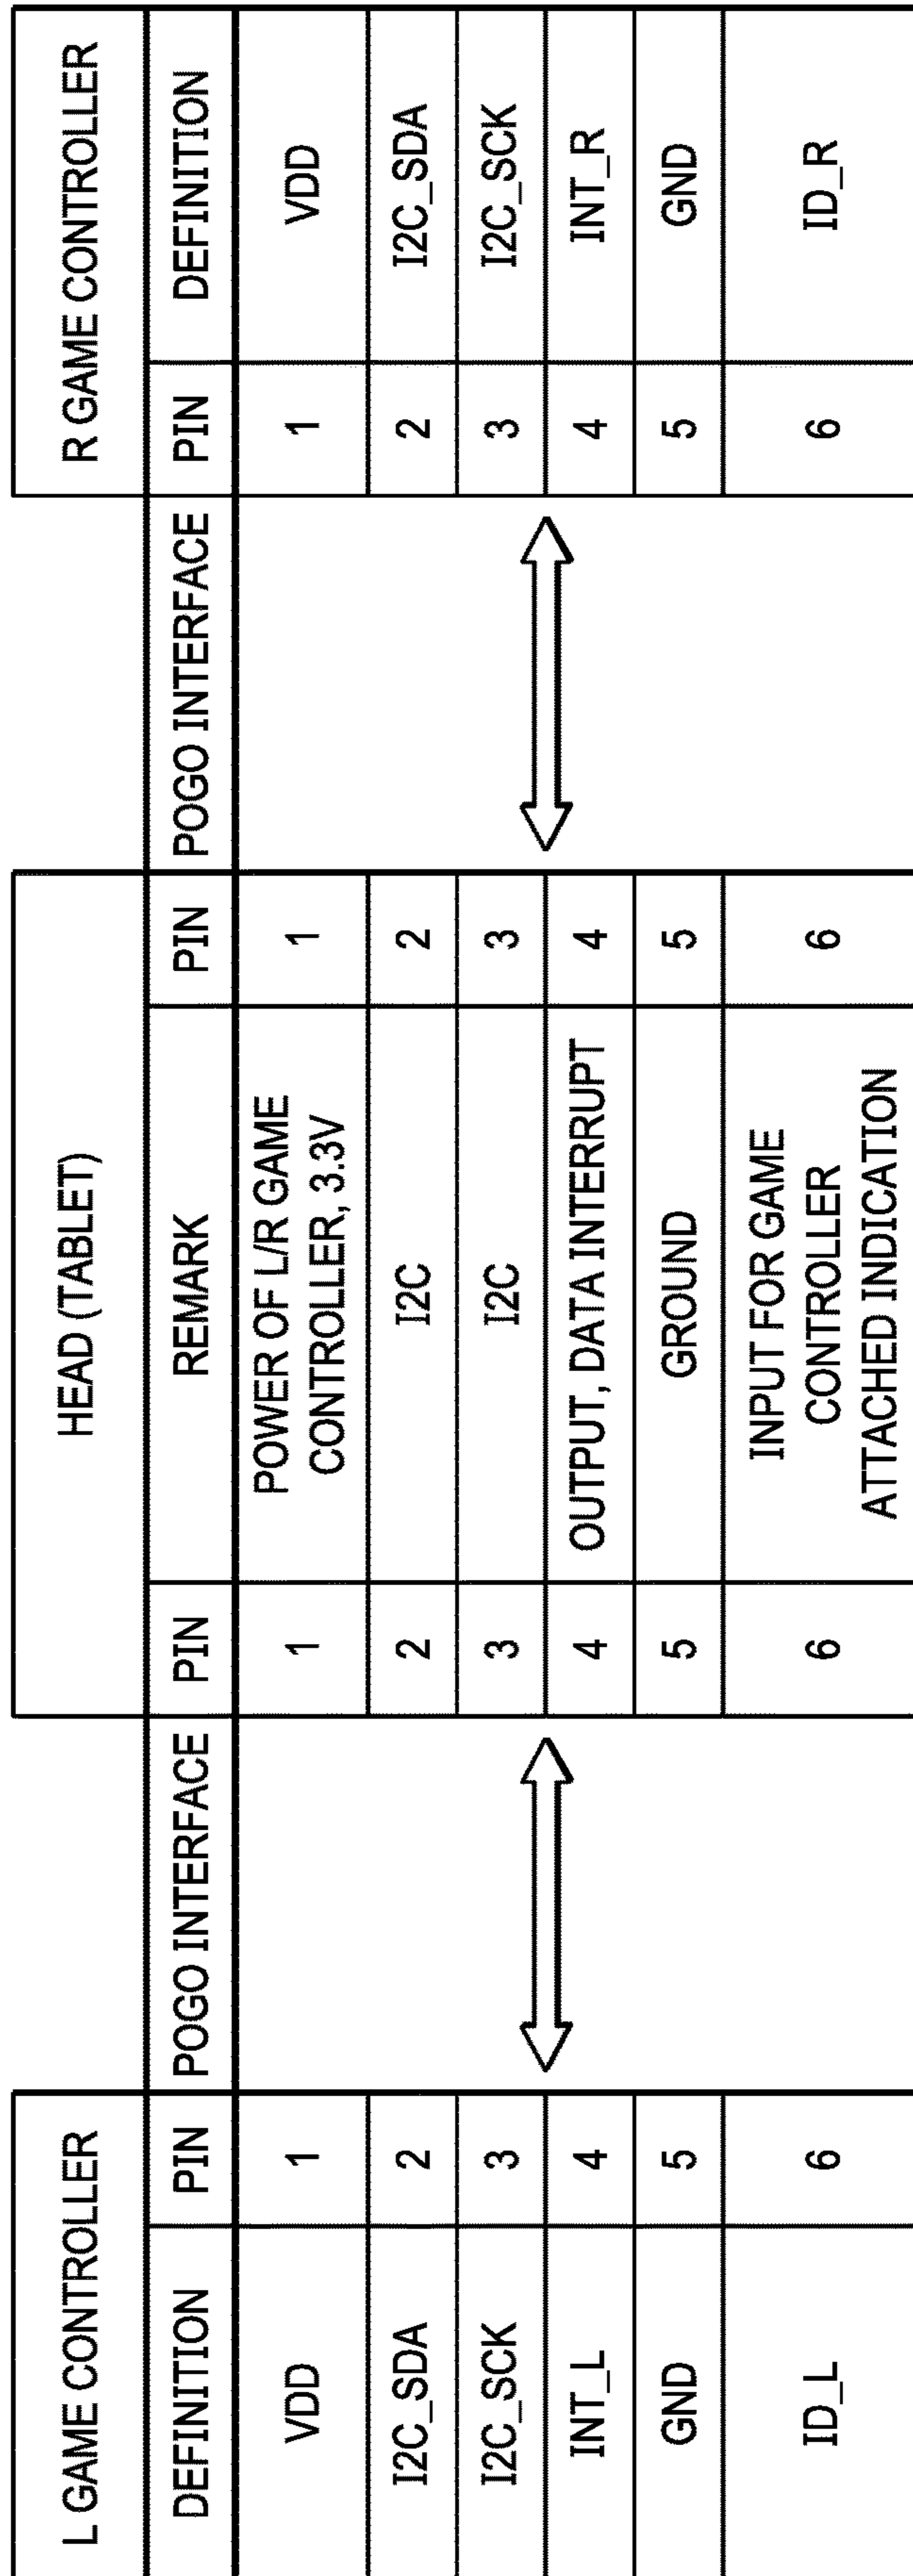 L GAME CONTROLLER HEAD (TABLET) R GAME CONTROLLER
DEFINITION PIN POGO INTERFACE PIN REMARK PIN POGO INTERFACE PIN DEFINITION
VDD 1 1 POWER OF L/R GAME CONTROLLER, 3.3V 1 1 VDD
I2C_SDA 2 2 I2C 2 2 I2C_SDA
I2C_SCK 3 3 I2C 3 3 I2C_SCK
INT_L 4 4 OUTPUT, DATA INTERRUPT 4 4 INT_R
GND 5 5 GROUND 5 5 GND
ID_L 6 6 INPUT FOR GAME CONTROLLER ATTACHED INDICATION 6 6 ID_R